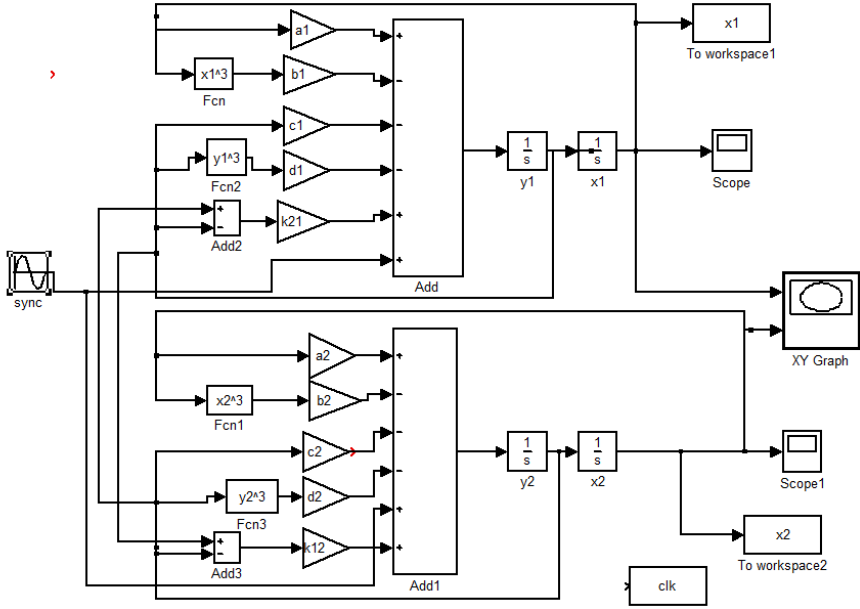 x1
To workspace1
a1
+
x1^3
Fcn
b1
-
c1
-
1
s
y1
1
s
x1
Scope
y1^3
Fcn2
d1
-
+
-
Add2
k21
+
+
Add
sync
XY Graph
a2
+
x2^3
Fcn1
b2
-
c2
-
1
s
y2
1
s
x2
Scope1
y2^3
Fcn3
d2
-
+
+
-
Add3
k12
+
Add1
x2
To workspace2
clk